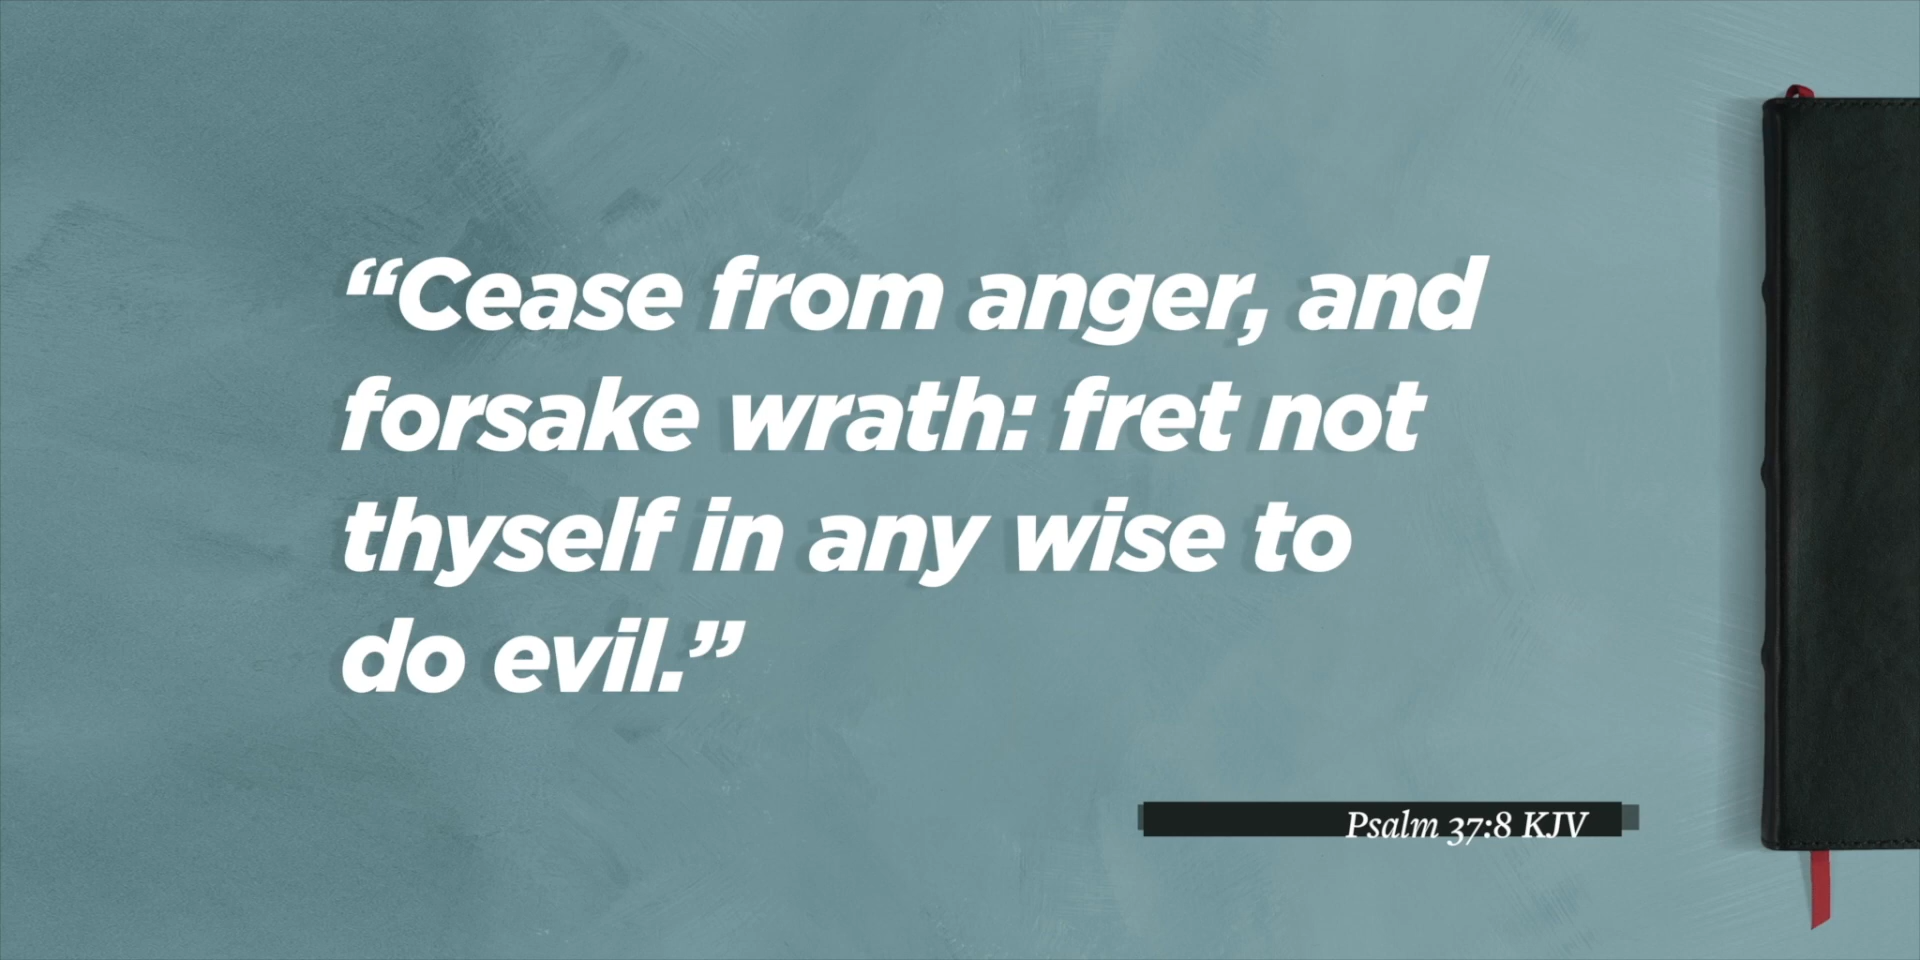 “Cease from anger, and
forsake wrath: fret not
thyself in any wise to
do evil.”
Psalm 37:8 KJV